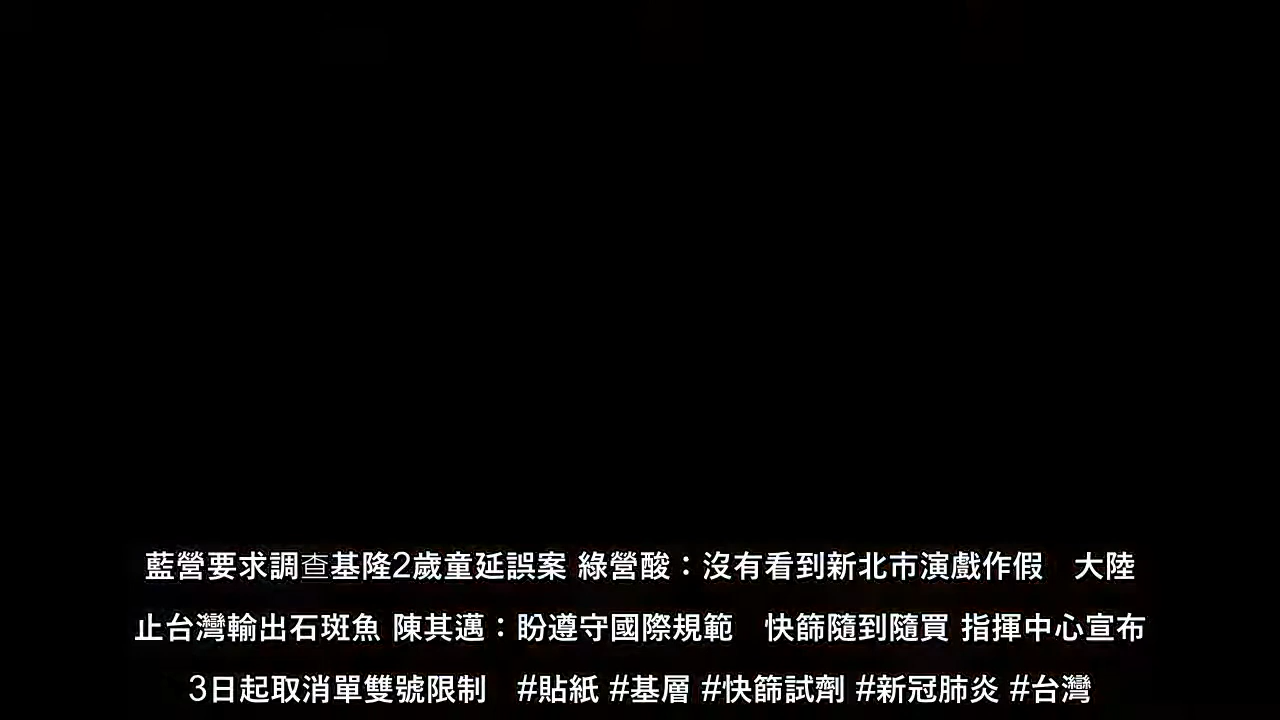 藍營要求調查基隆2歲童延誤案 綠營酸：沒有看到新北市演戲作假　大陸
止台灣輸出石斑魚 陳其邁：盼遵守國際規範　快篩隨到隨買 指揮中心宣布
3日起取消單雙號限制　#貼紙 #基層 #快篩試劑 #新冠肺炎 #台灣